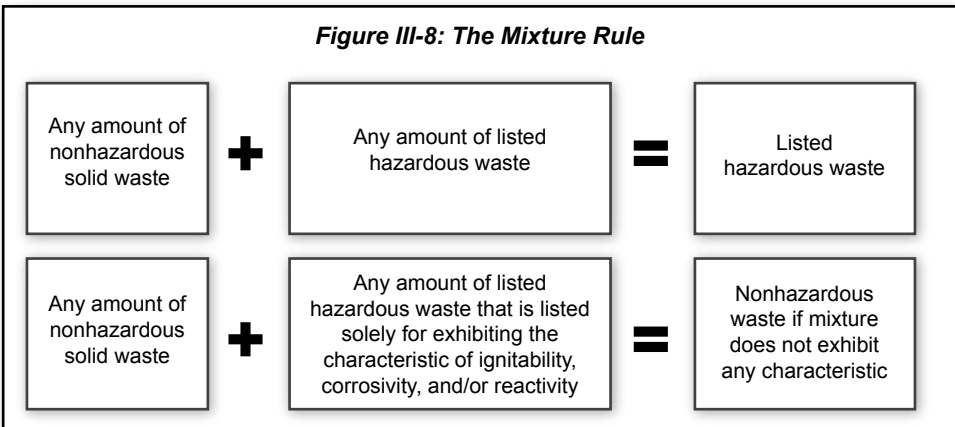 Figure III-8: The Mixture Rule
Any amount of
nonhazardous
solid waste
+
Any amount of listed
hazardous waste
=
Listed
hazardous waste
Any amount of
nonhazardous
solid waste
+
Any amount of listed
hazardous waste that is listed
solely for exhibiting the
characteristic of ignitability,
corrosivity, and/or reactivity
=
Nonhazardous
waste if mixture
does not exhibit
any characteristic